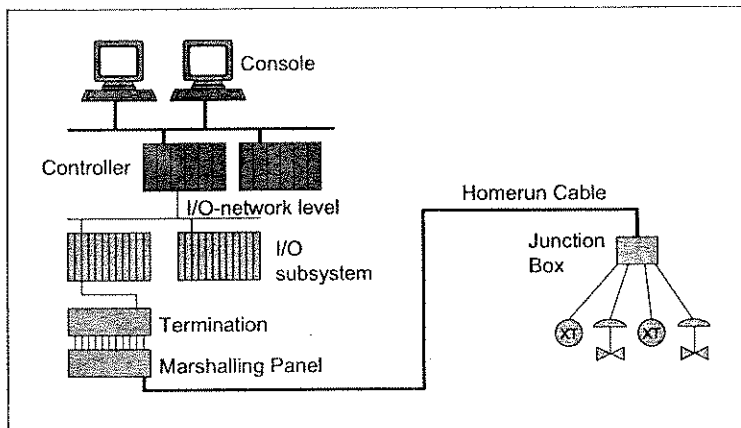 Console
Controller
I/O-network level
Homerun Cable
I/O
subsystem
Junction
Box
Termination
XT
XT
Marshalling Panel